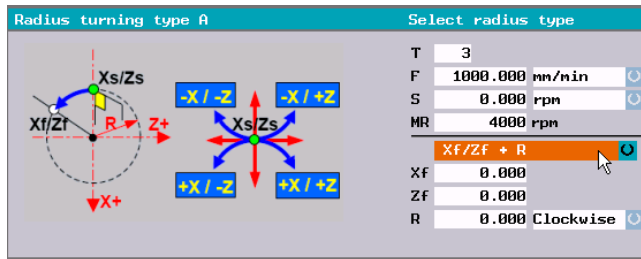 Radius turning type A
Select radius type
Xs/Zs
Xf/Zf
R
Z+
X+
-X / -Z
-X / +Z
Xs/Zs
+X / -Z
+X / +Z
T 3
F 1000.000 mm/min
S 0.000 rpm
MR 4000 rpm
Xf/Zf + R
Xf 0.000
Zf 0.000
R 0.000 Clockwise